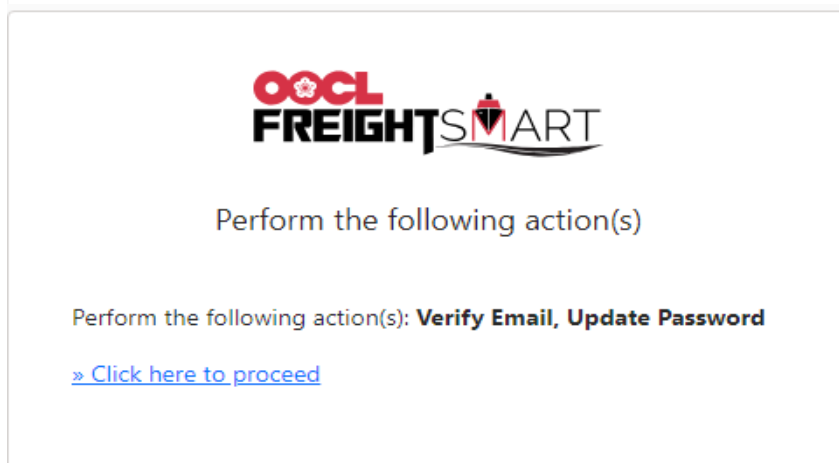 OOCL
FREIGHTSMART
Perform the following action(s)
Perform the following action(s): Verify Email, Update Password
» Click here to proceed